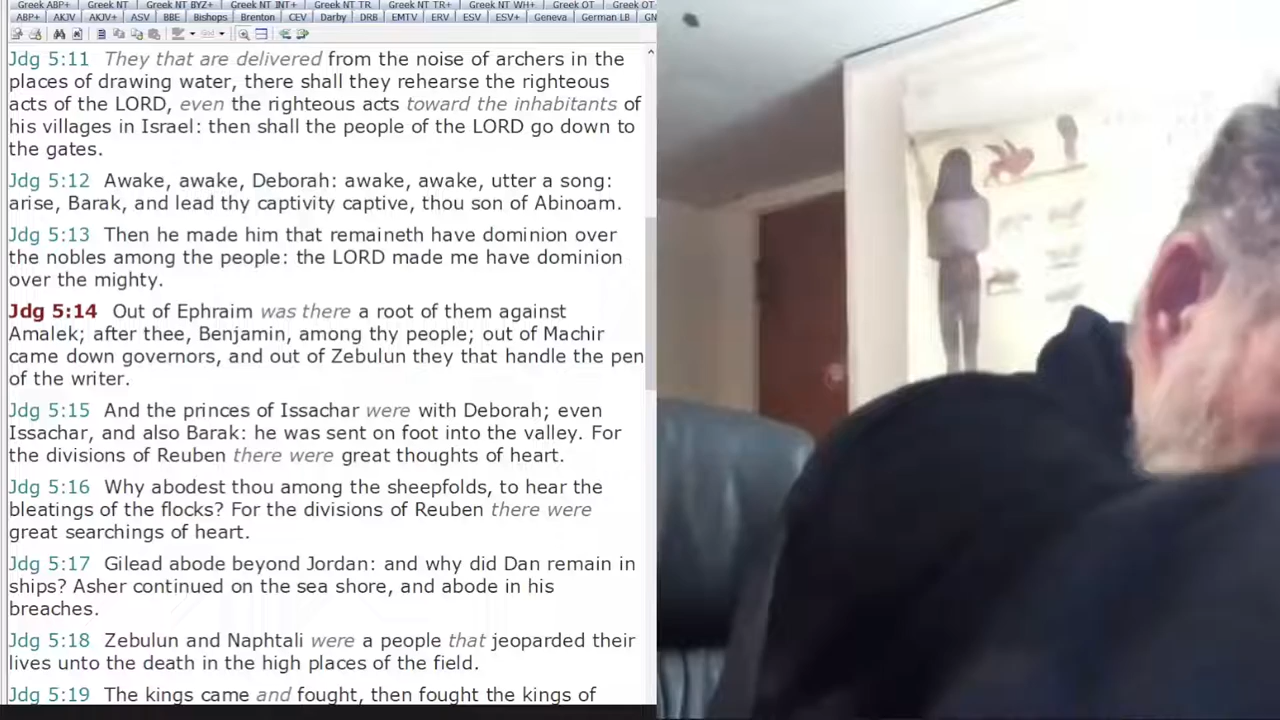 Greek ABP+ Greek NT Greek NT BYZ+ Greek NT INT+ Greek NT TR Greek NT TR+ Greek NT WH+ Greek OT Greek OT
ABP+ AKJV AKJV+ ASV BBE Bishops Brenton CEV Darby DRB EMTV ERV ESV ESV+ Geneva German LB GN
Jdg 5:11 They that are delivered from the noise of archers in the
places of drawing water, there shall they rehearse the righteous
acts of the LORD, even the righteous acts toward the inhabitants of
his villages in Israel: then shall the people of the LORD go down to
the gates.
Jdg 5:12 Awake, awake, Deborah: awake, awake, utter a song:
arise, Barak, and lead thy captivity captive, thou son of Abinoam.
Jdg 5:13 Then he made him that remaineth have dominion over
the nobles among the people: the LORD made me have dominion
over the mighty.
Jdg 5:14 Out of Ephraim was there a root of them against
Amalek; after thee, Benjamin, among thy people; out of Machir
came down governors, and out of Zebulun they that handle the pen
of the writer.
Jdg 5:15 And the princes of Issachar were with Deborah; even
Issachar, and also Barak: he was sent on foot into the valley. For
the divisions of Reuben there were great thoughts of heart.
Jdg 5:16 Why abodest thou among the sheepfolds, to hear the
bleatings of the flocks? For the divisions of Reuben there were
great searchings of heart.
Jdg 5:17 Gilead abode beyond Jordan: and why did Dan remain in
ships? Asher continued on the sea shore, and abode in his
breaches.
Jdg 5:18 Zebulun and Naphtali were a people that jeoparded their
lives unto the death in the high places of the field.
Jdg 5:19 The kings came and fought, then fought the kings of